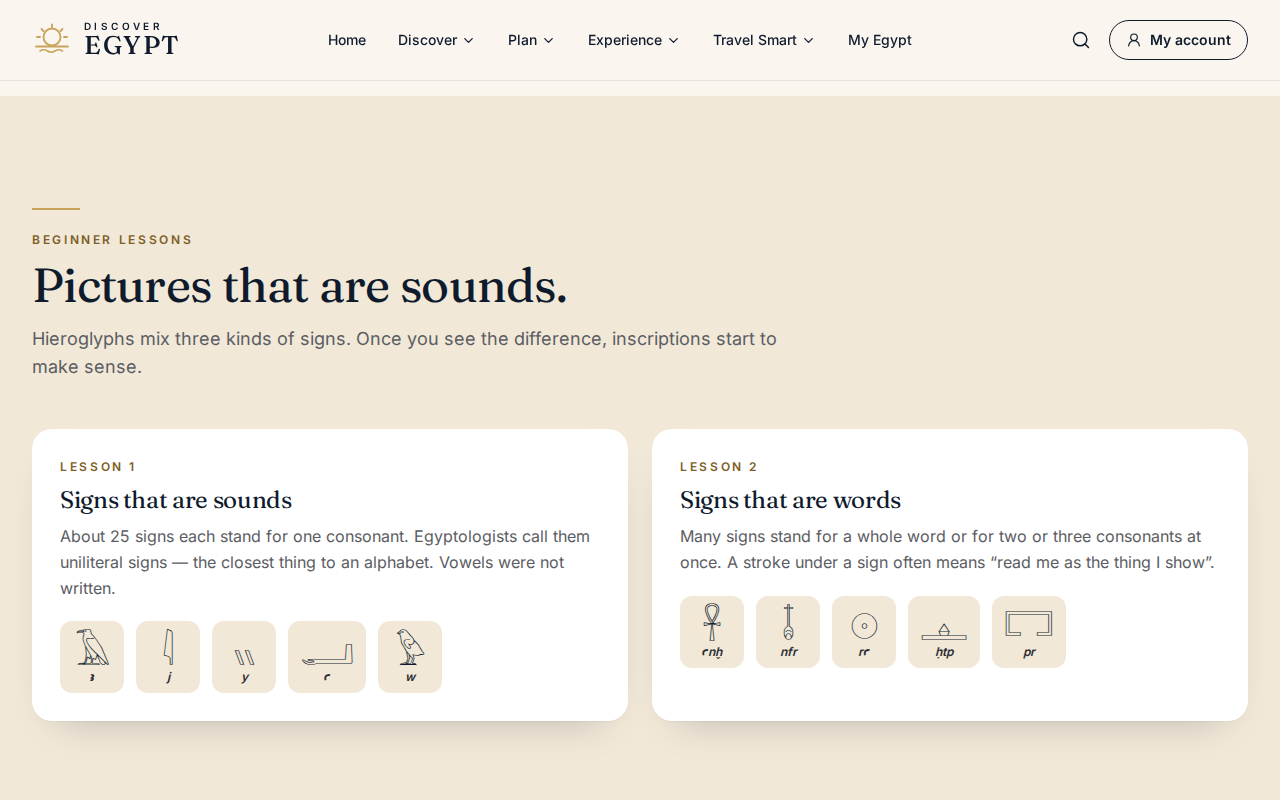 DISCOVER
EGYPT
Home
Discover
Plan
Experience
Travel Smart
My Egypt
My account
BEGINNER LESSONS
Pictures that are sounds.
Hieroglyphs mix three kinds of signs. Once you see the difference, inscriptions start to
make sense.
LESSON 1
Signs that are sounds
About 25 signs each stand for one consonant. Egyptologists call them
uniliteral signs — the closest thing to an alphabet. Vowels were not
written.
𓄿 𓇋 𓏭 𓂝 𓅱
ꜣ j y ꜥ w
LESSON 2
Signs that are words
Many signs stand for a whole word or for two or three consonants at
once. A stroke under a sign often means “read me as the thing I show”.
𓋹 𓄤 𓇳 𓊵 𓉐
ꜥnḫ nfr rꜥ ḥtp pr